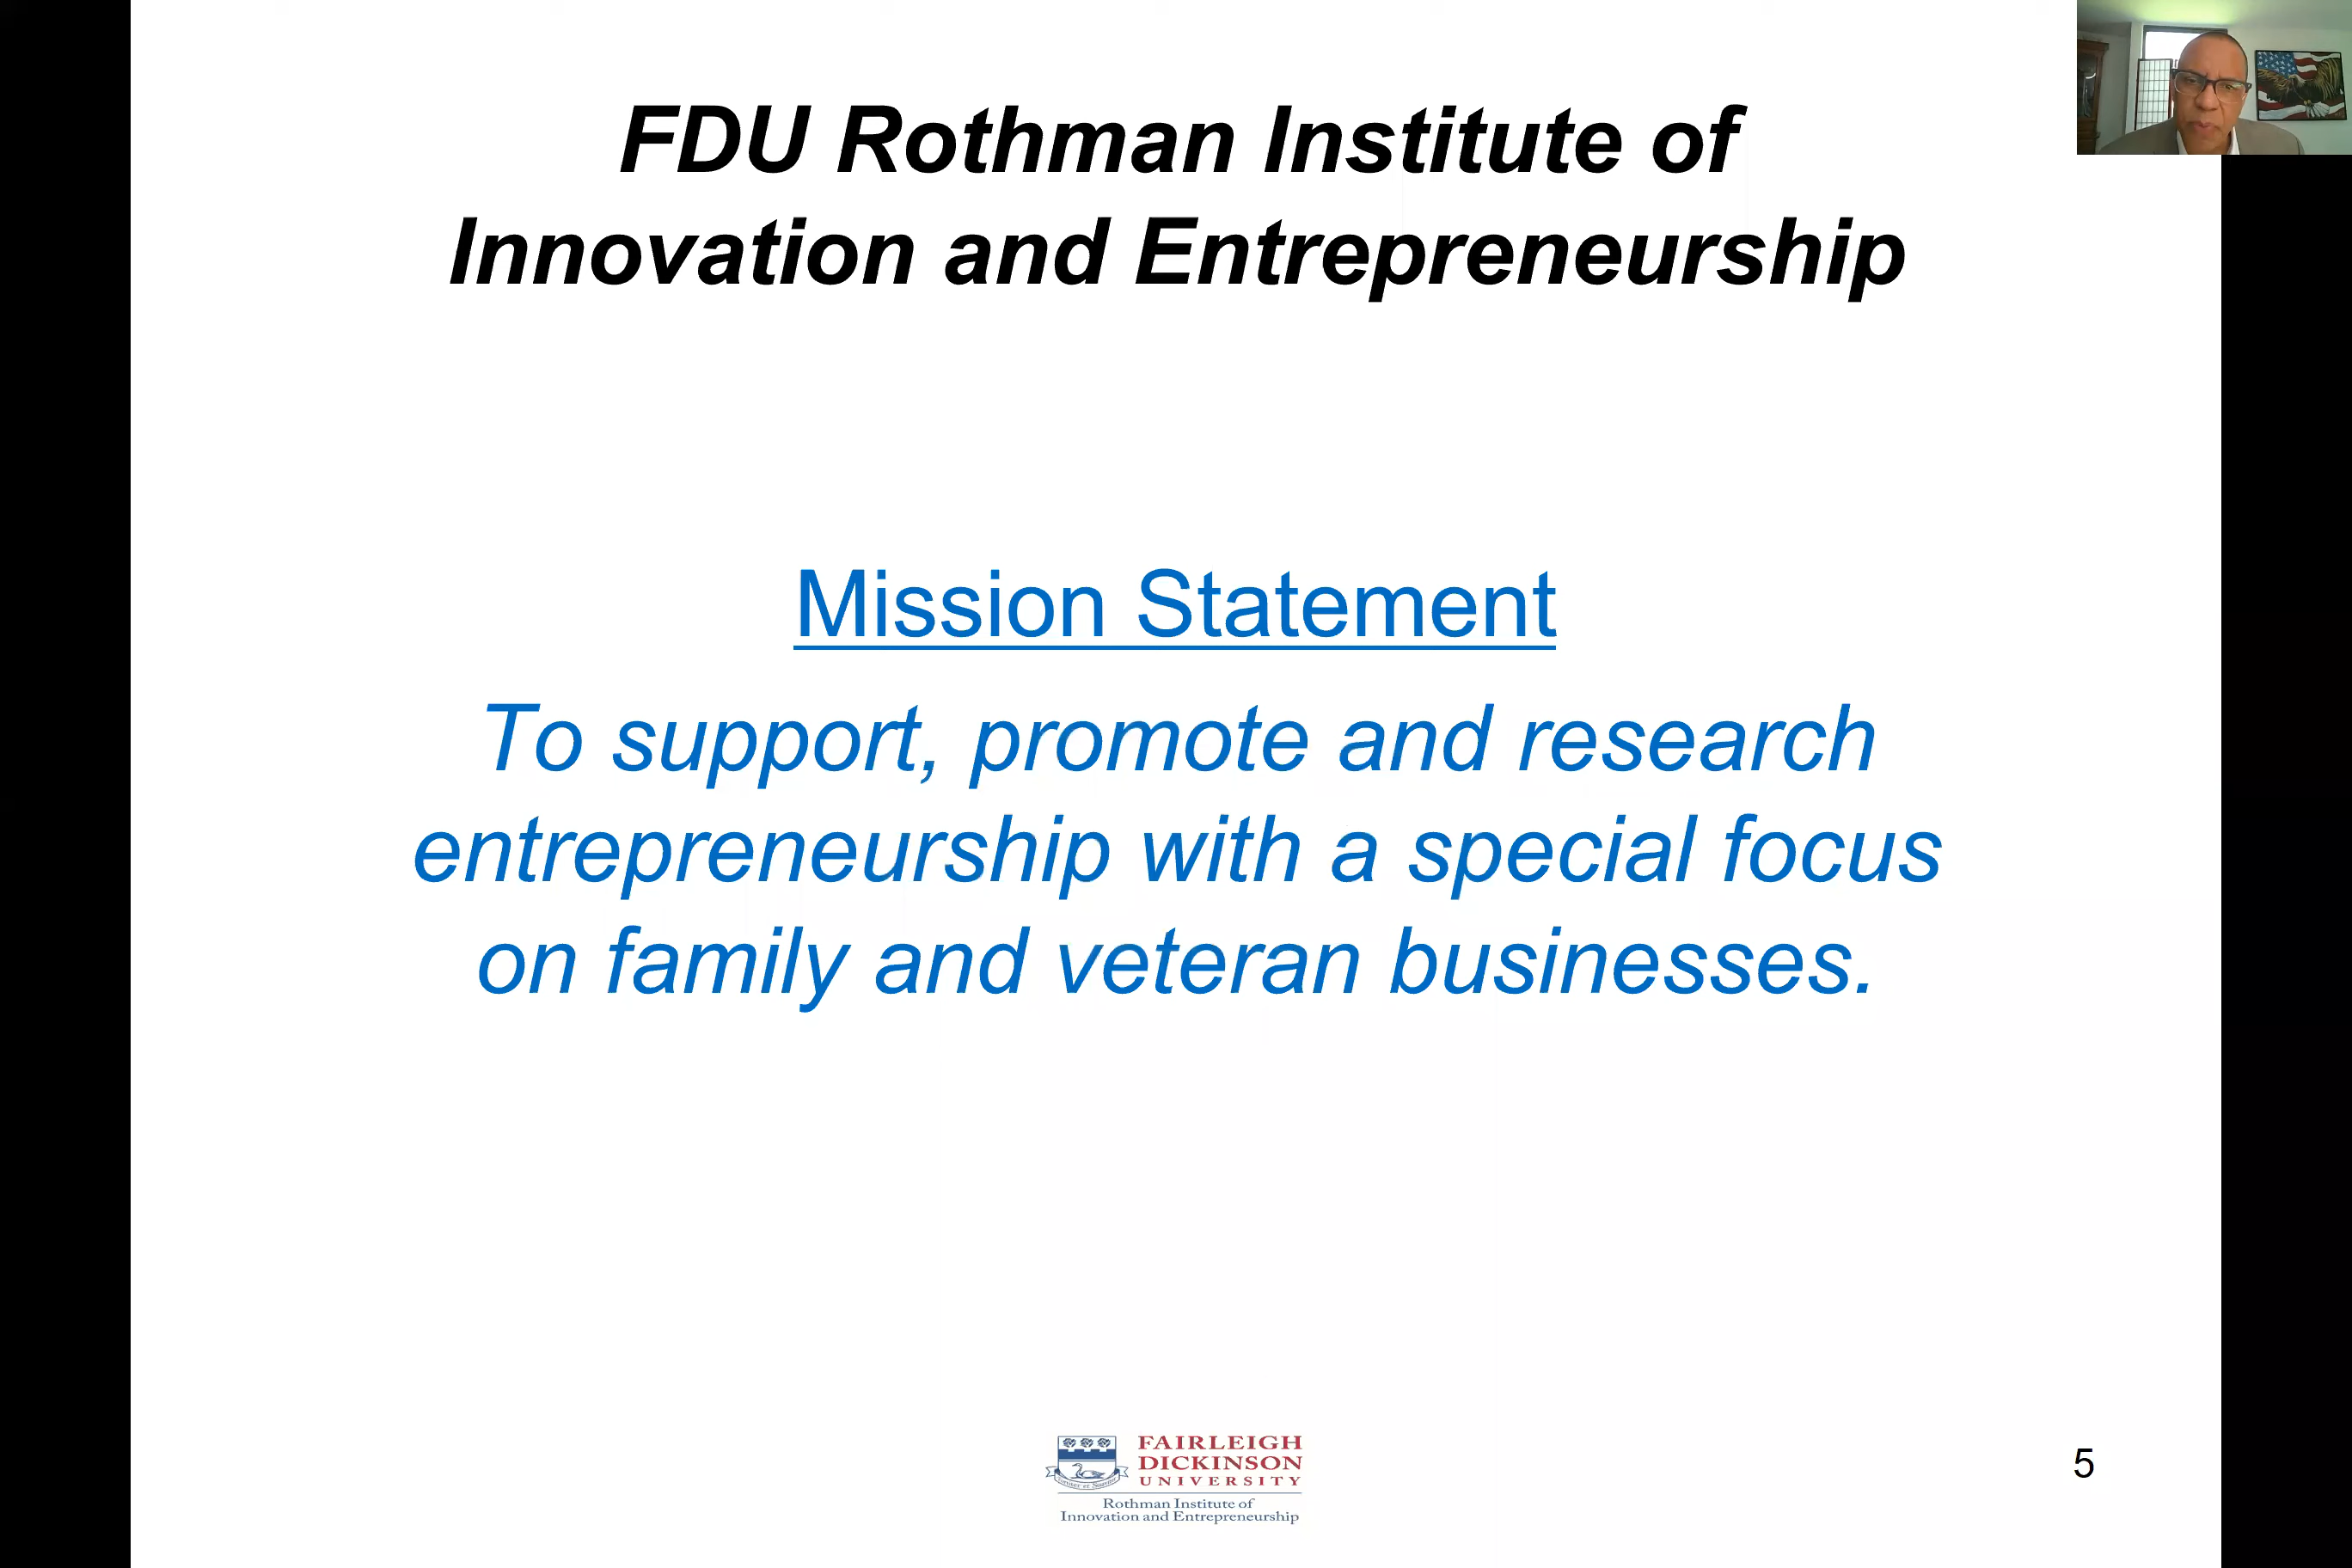 FDU Rothman Institute of
Innovation and Entrepreneurship
Mission Statement
To support, promote and research
entrepreneurship with a special focus
on family and veteran businesses.
FAIRLEIGH
DICKINSON
UNIVERSITY
Rothman Institute of
Innovation and Entrepreneurship
5